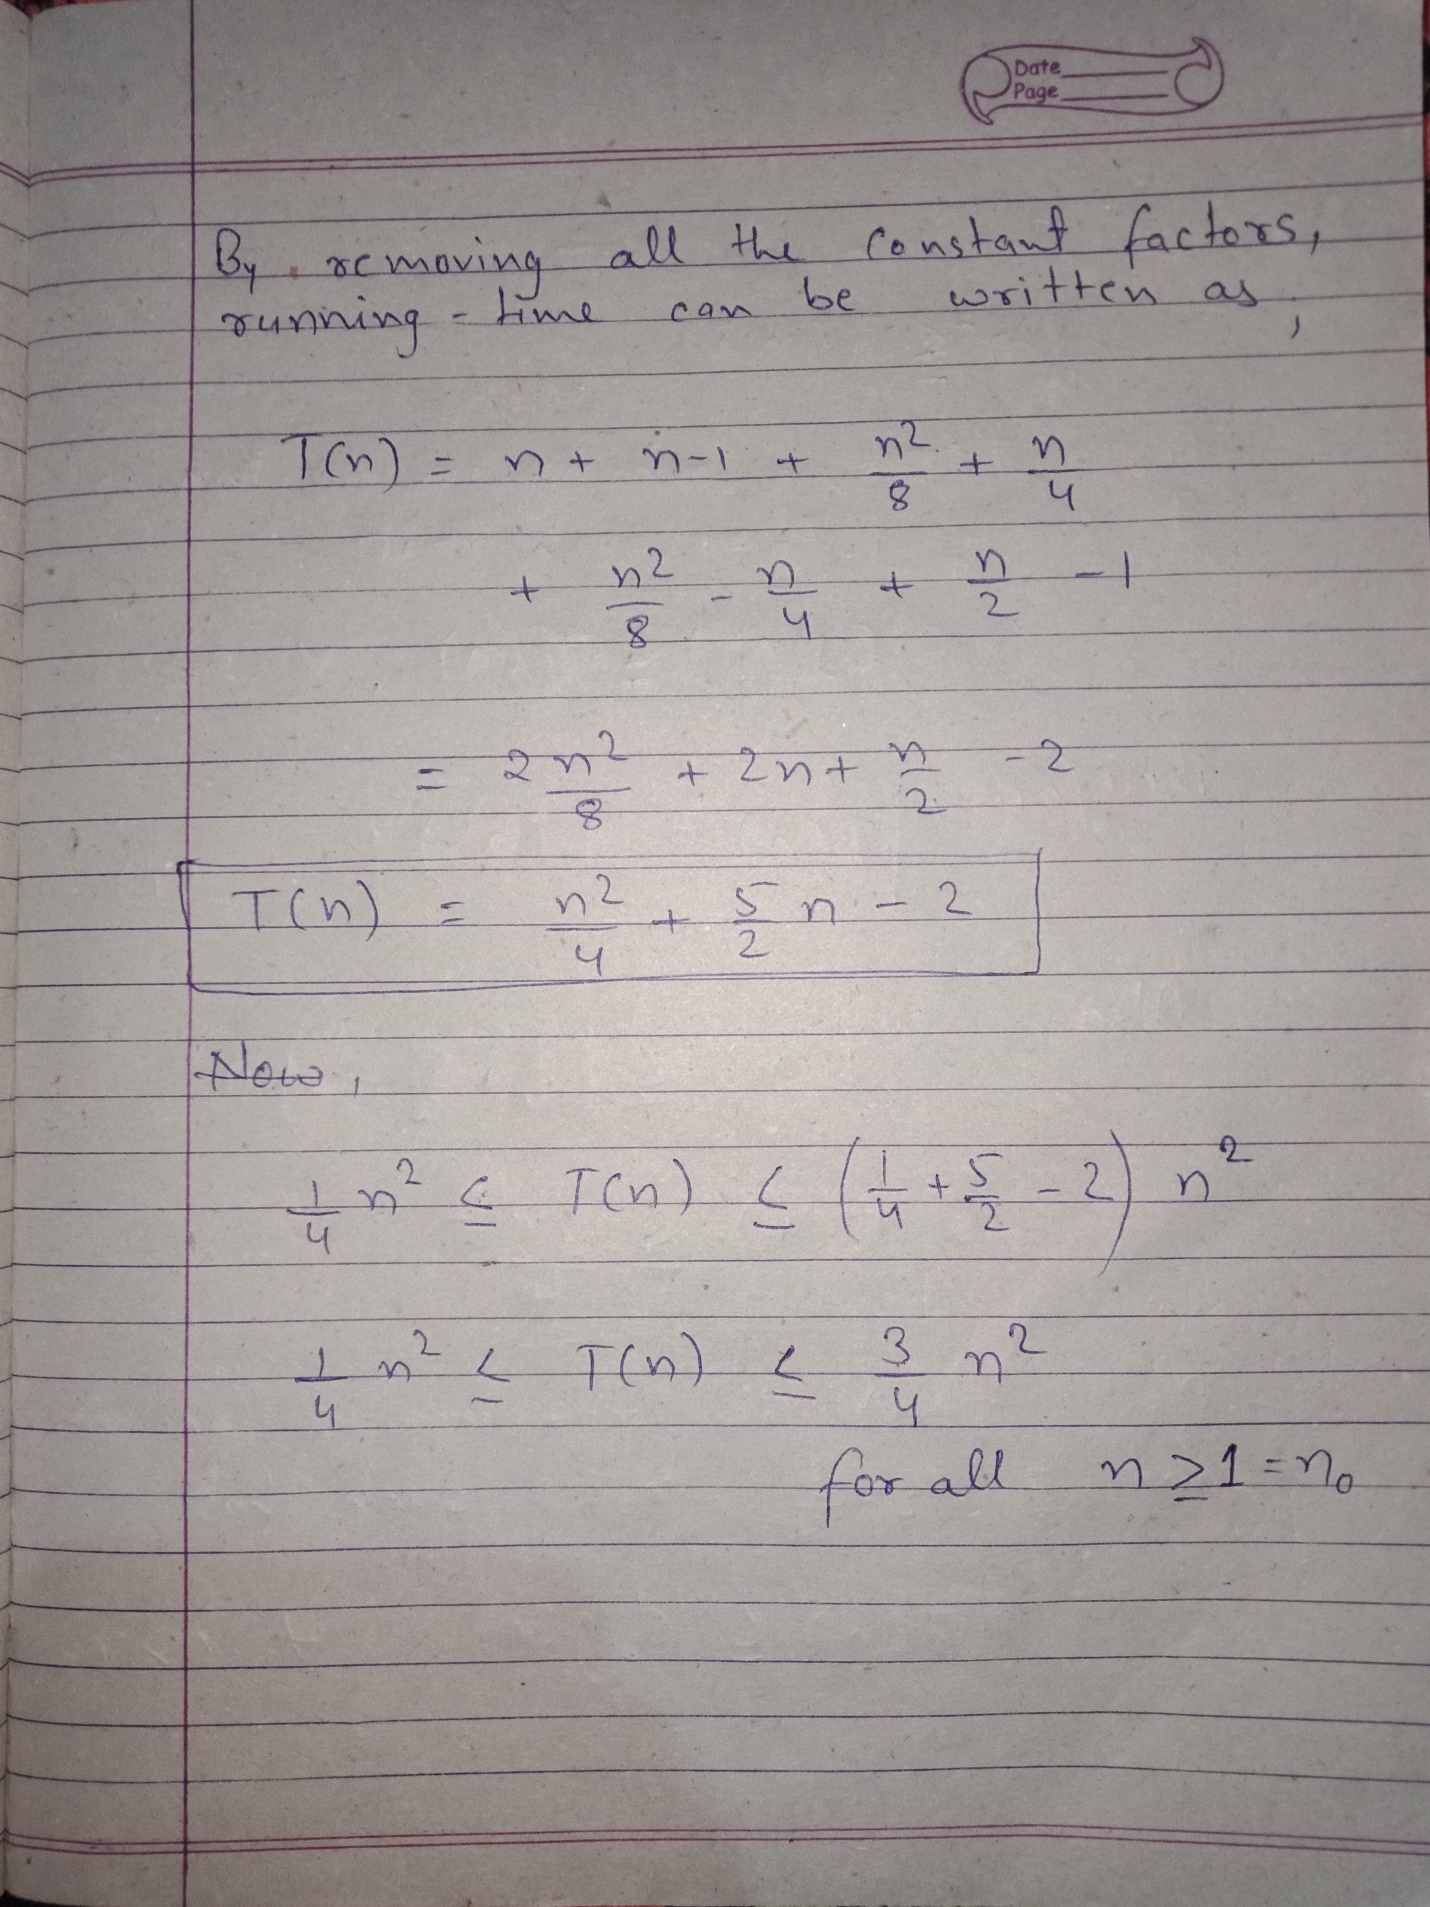 Date
Page
By removing all the constant factors,
running-time can be written as,
T(n) = n + n-1 + n²/8 + n/4
+ n²/8 - n/4 + n/2 - 1
= 2n²/8 + 2n + n/2 - 2
T(n) = n²/4 + 5/2 n - 2
Now,
1/4 n² ≤ T(n) ≤ (1/4 + 5/2 - 2) n²
1/4 n² ≤ T(n) ≤ 3/4 n²
for all n ≥ 1 = n₀